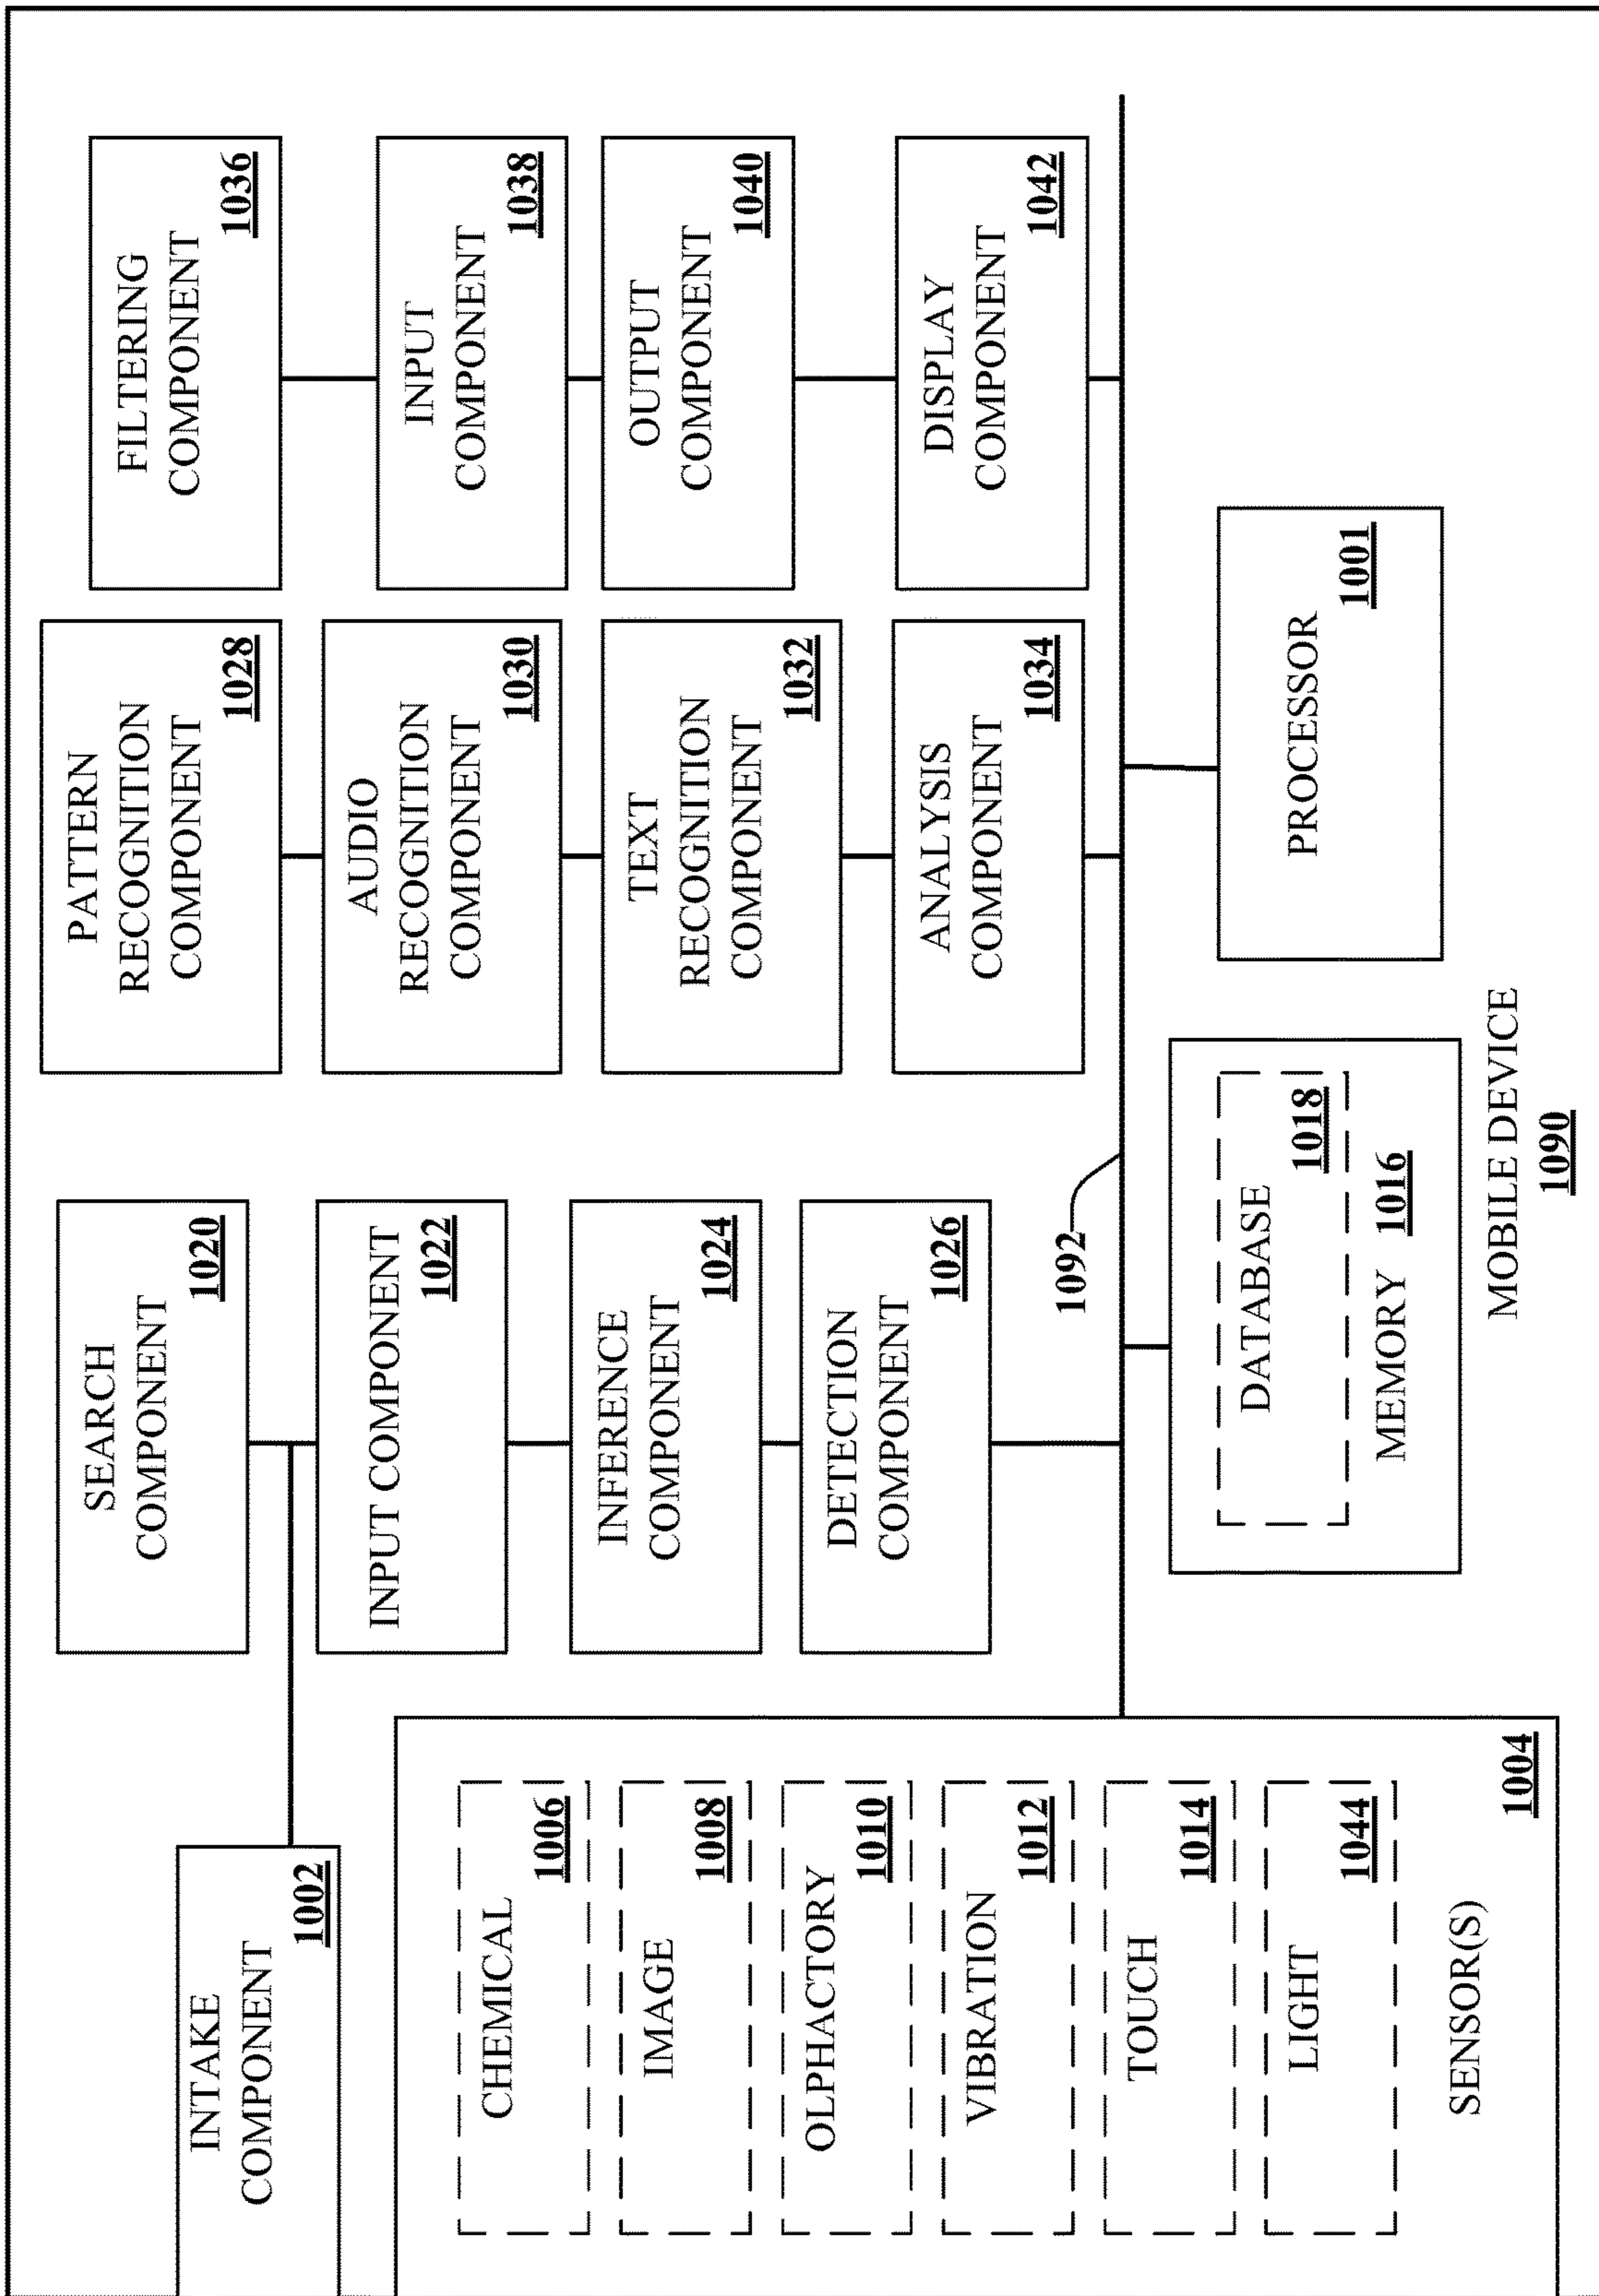 INTAKE
COMPONENT
1002
SEARCH
COMPONENT
1020
INPUT COMPONENT
1022
INFERENCE
COMPONENT
1024
DETECTION
COMPONENT
1026
PATTERN
RECOGNITION
COMPONENT
1028
AUDIO
RECOGNITION
COMPONENT
1030
TEXT
RECOGNITION
COMPONENT
1032
ANALYSIS
COMPONENT
1034
FILTERING
COMPONENT
1036
INPUT
COMPONENT
1038
OUTPUT
COMPONENT
1040
DISPLAY
COMPONENT
1042
CHEMICAL
1006
IMAGE
1008
OLPHACTORY
1010
VIBRATION
1012
TOUCH
1014
LIGHT
1044
SENSOR(S)
1004
1092
DATABASE
1018
MEMORY 1016
PROCESSOR
1001
MOBILE DEVICE
1090